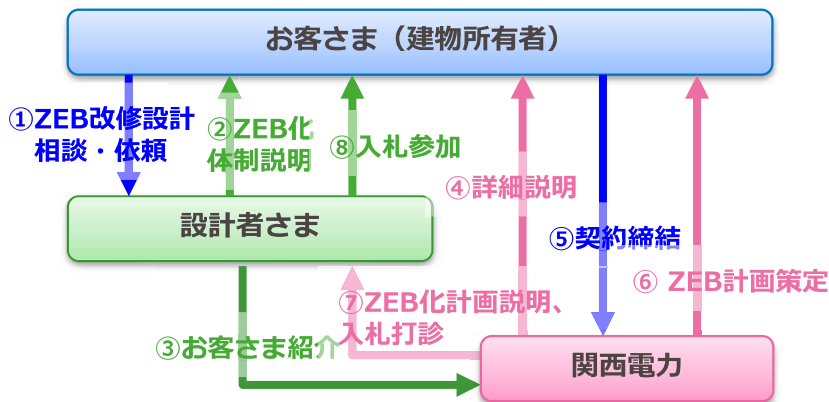 お客さま（建物所有者）
①ZEB改修設計
相談・依頼
②ZEB化
体制説明
⑧入札参加
④詳細説明
設計者さま
⑤契約締結
⑥ ZEB計画策定
⑦ZEB化計画説明、
入札打診
③お客さま紹介
関西電力